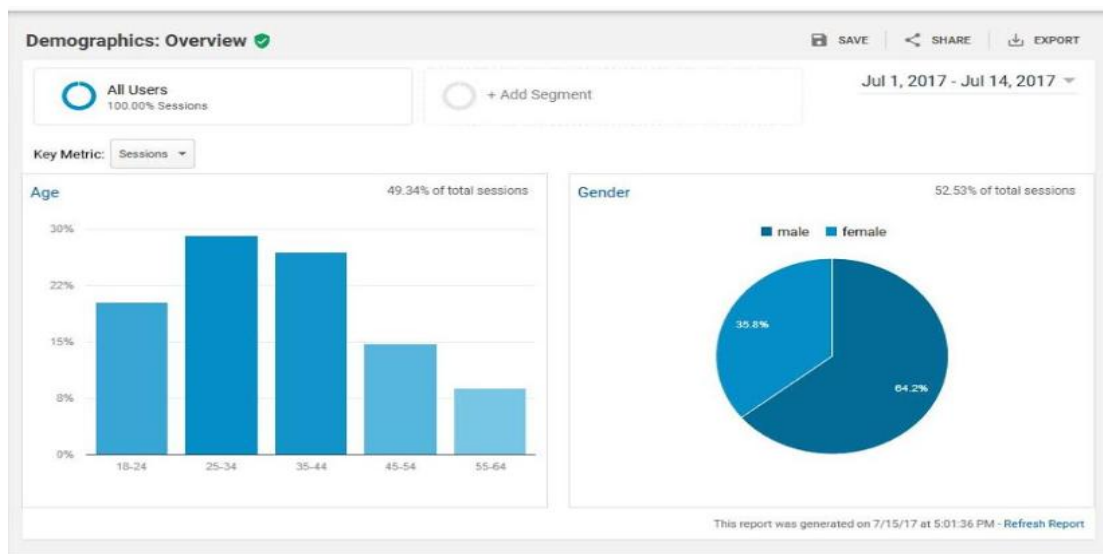 Demographics: Overview
SAVE
SHARE
EXPORT
All Users
100.00% Sessions
+ Add Segment
Jul 1, 2017 - Jul 14, 2017
Key Metric: Sessions
Age
49.34% of total sessions
30%
22%
15%
8%
0%
18-24
25-34
35-44
45-54
55-64
Gender
52.53% of total sessions
male
female
35.8%
64.2%
This report was generated on 7/15/17 at 5:01:36 PM - Refresh Report